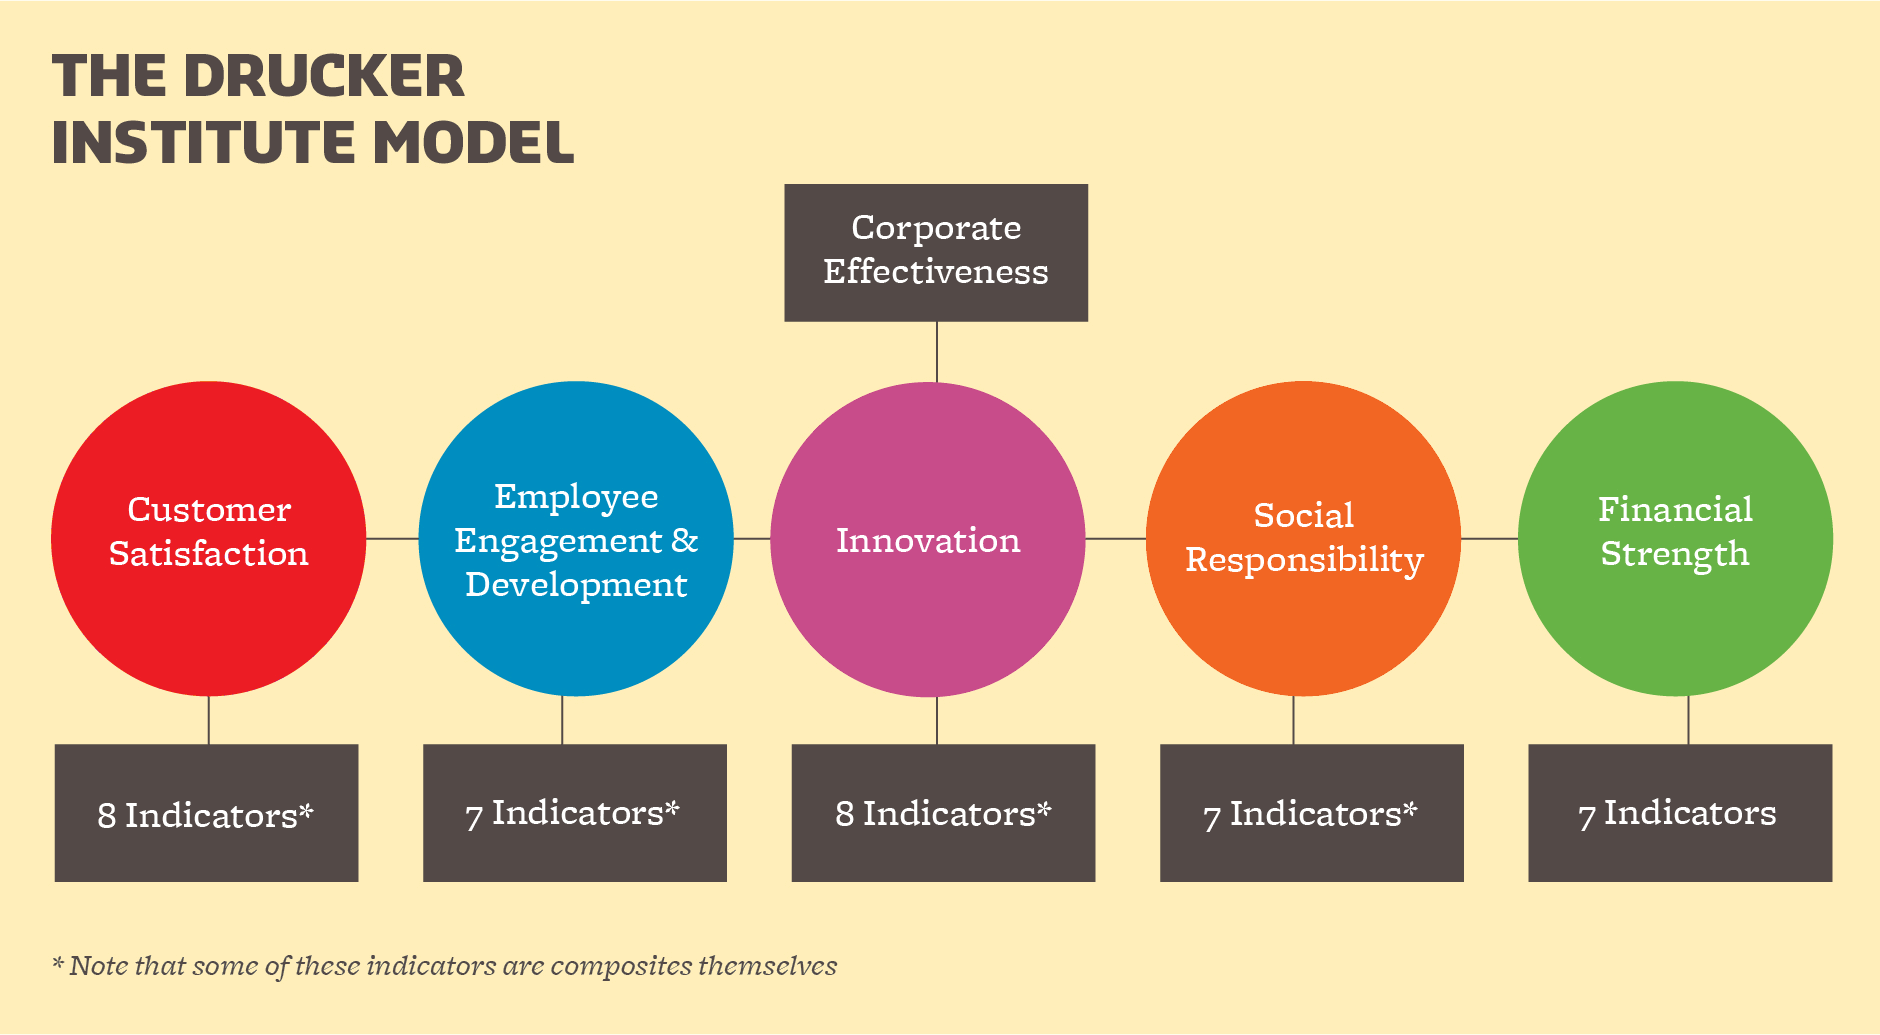 THE DRUCKER
INSTITUTE MODEL
Corporate
Effectiveness
Customer
Satisfaction
Employee
Engagement &
Development
Innovation
Social
Responsibility
Financial
Strength
8 Indicators*
7 Indicators*
8 Indicators*
7 Indicators*
7 Indicators
* Note that some of these indicators are composites themselves